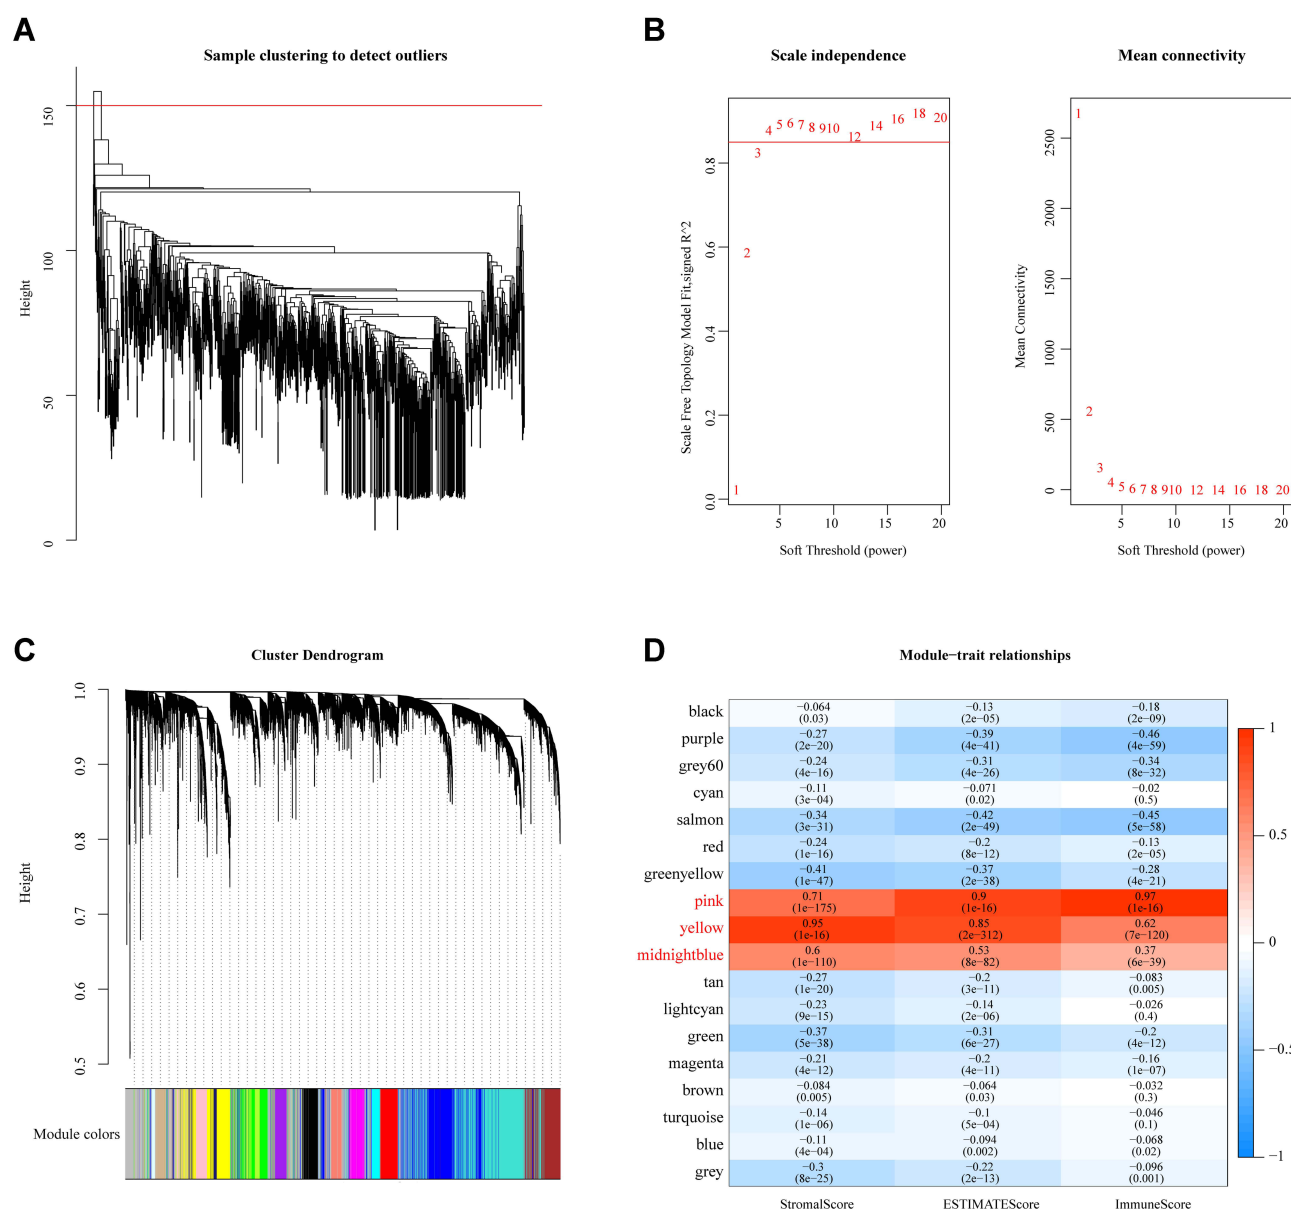 A
Sample clustering to detect outliers
Height
0
50
100
150
B
Scale independence
Scale Free Topology Model Fit,signed R^2
0.0
0.2
0.4
0.6
0.8
1
2
3
4
5
6
7
8
9
10
12
14
16
18
20
5
10
15
20
Soft Threshold (power)
Mean connectivity
Mean Connectivity
0
500
1000
1500
2000
2500
1
2
3
4
5
6
7
8
9
10
12
14
16
18
20
5
10
15
20
Soft Threshold (power)
C
Cluster Dendrogram
Height
1.0
0.9
0.8
0.7
0.6
0.5
Module colors
D
Module−trait relationships
black −0.064 −0.13 −0.18
(0.03) (2e−05) (2e−09)
purple −0.27 −0.39 −0.46
(2e−20) (4e−41) (4e−59)
grey60 −0.24 −0.31 −0.34
(4e−16) (4e−26) (8e−32)
cyan −0.11 −0.071 −0.02
(3e−04) (0.02) (0.5)
salmon −0.34 −0.42 −0.45
(3e−31) (2e−49) (5e−58)
red −0.24 −0.2 −0.13
(1e−16) (8e−12) (2e−05)
greenyellow −0.41 −0.37 −0.28
(1e−47) (2e−38) (4e−21)
pink 0.71 0.9 0.97
(1e−175) (1e-16) (1e-16)
yellow 0.95 0.85 0.62
(1e-16) (2e−312) (7e−120)
midnightblue 0.6 0.53 0.37
(1e−110) (8e−82) (6e−39)
tan −0.27 −0.2 −0.083
(1e−20) (3e−11) (0.005)
lightcyan −0.23 −0.14 −0.026
(9e−15) (2e−06) (0.4)
green −0.37 −0.31 −0.2
(5e−38) (6e−27) (4e−12)
magenta −0.21 −0.2 −0.16
(4e−12) (4e−11) (1e−07)
brown −0.084 −0.064 −0.032
(0.005) (0.03) (0.3)
turquoise −0.14 −0.1 −0.046
(1e−06) (5e−04) (0.1)
blue −0.11 −0.094 −0.068
(4e−04) (0.002) (0.02)
grey −0.3 −0.22 −0.096
(8e−25) (2e−13) (0.001)
StromalScore ESTIMATEScore ImmuneScore
1
0.5
0
−0.5
−1